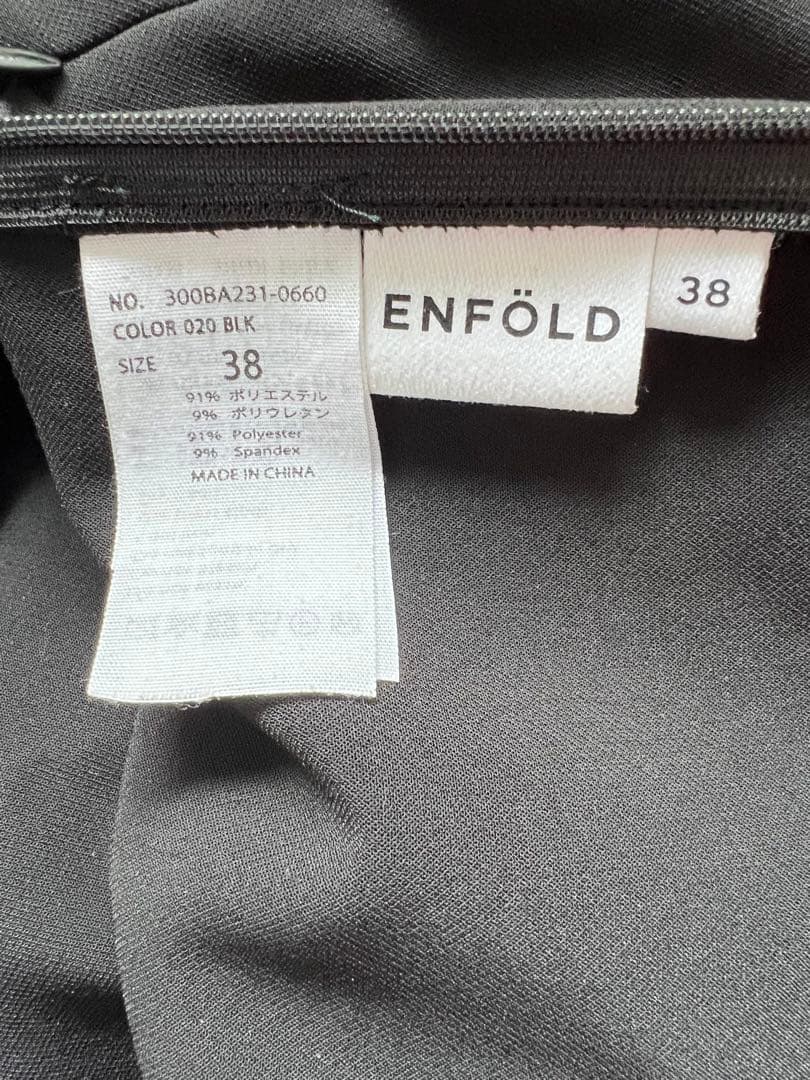 NO. 300BA231-0660
COLOR 020 BLK
SIZE 38
91% ポリエステル
9% ポリウレタン
91% Polyester
9% Spandex
MADE IN CHINA
ENFÖLD
38